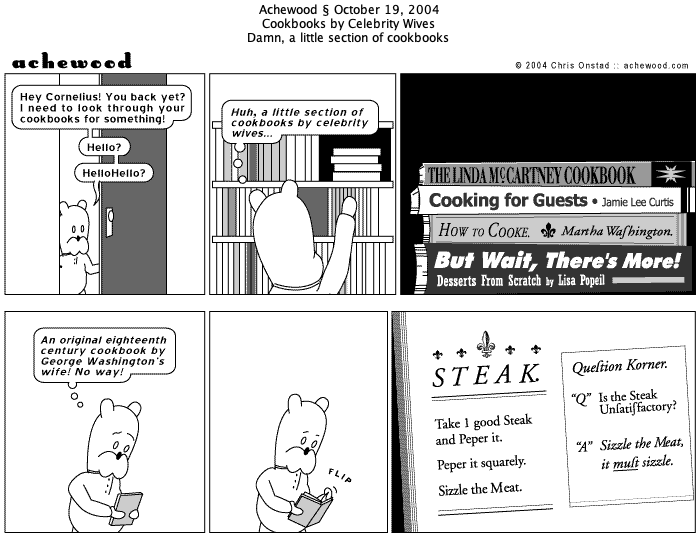 Achewood § October 19, 2004
Cookbooks by Celebrity Wives
Damn, a little section of cookbooks
achewood
© 2004 Chris Onstad :: achewood.com
Hey Cornelius! You back yet?
I need to look through your
cookbooks for something!
Hello?
HelloHello?
Huh, a little section of
cookbooks by celebrity
wives...
THE LINDA McCARTNEY COOKBOOK
Cooking for Guests • Jamie Lee Curtis
HOW TO COOKE. Martha Waſhington.
But Wait, There's More!
Desserts From Scratch by Lisa Popeil
An original eighteenth
century cookbook by
George Washington's
wife! No way!
FLIP
STEAK.
Take 1 good Steak
and Peper it.
Peper it squarely.
Sizzle the Meat.
Queſtion Korner.
"Q" Is the Steak
Unſatiſfactory?
"A" Sizzle the Meat,
it muſt sizzle.